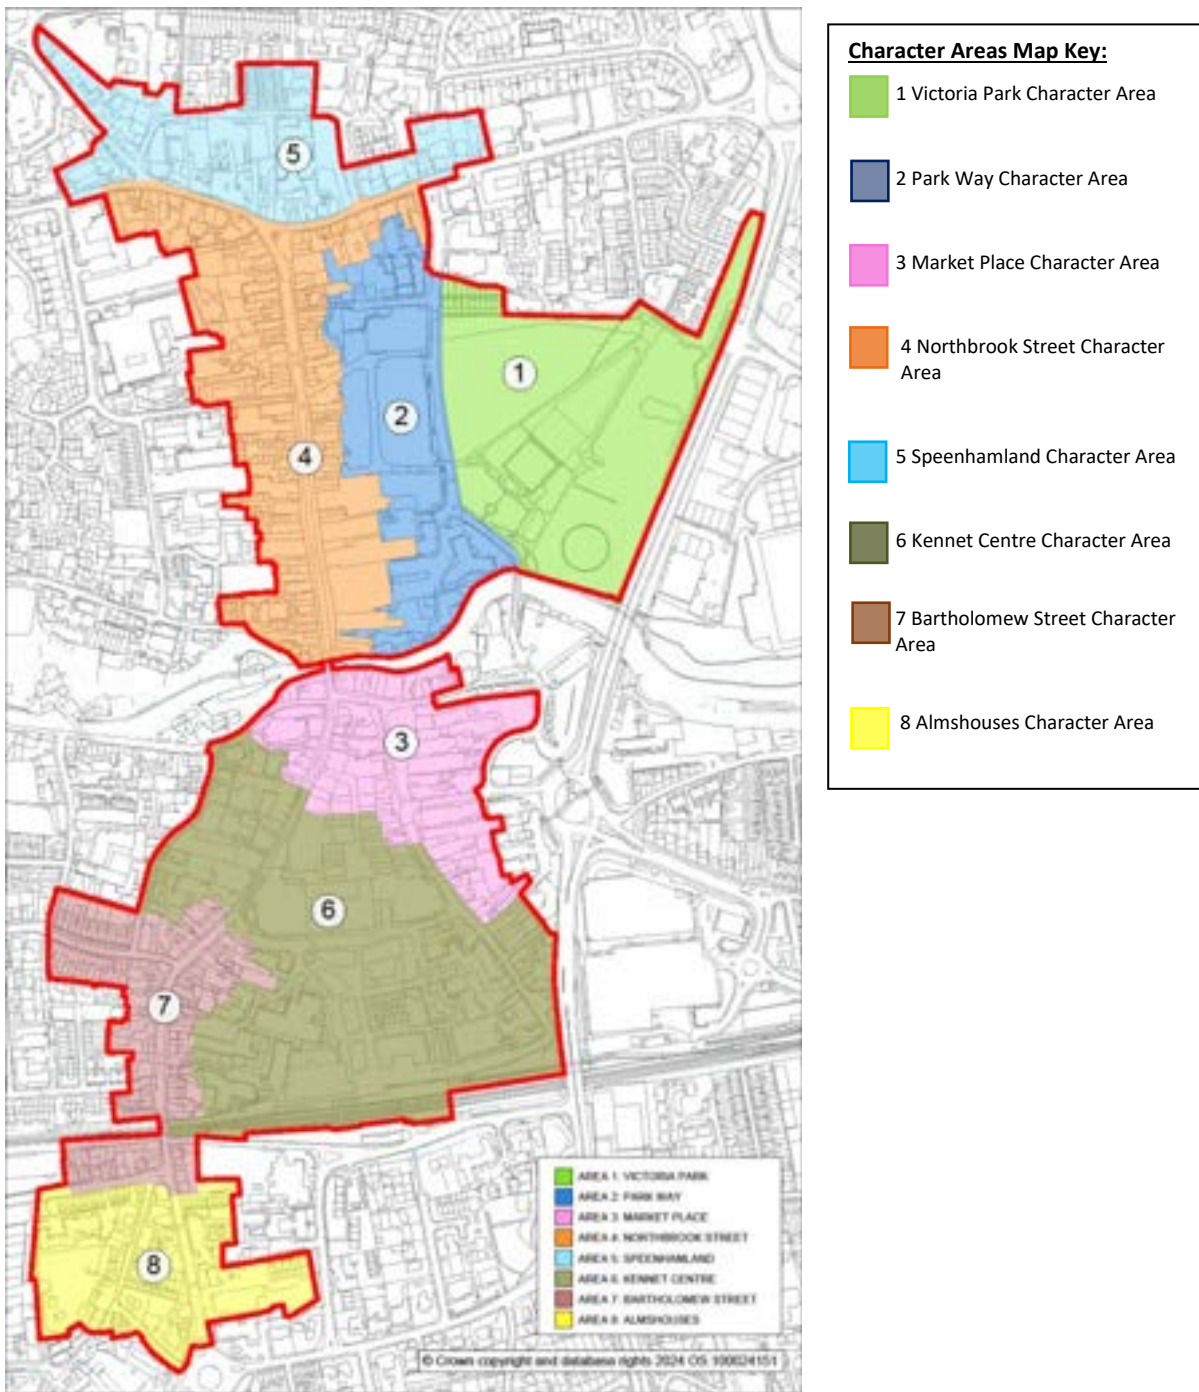 5
4
2
1
3
6
7
8
AREA 1: VICTORIA PARK
AREA 2: PARK WAY
AREA 3: MARKET PLACE
AREA 4: NORTHBROOK STREET
AREA 5: SPEENHAMLAND
AREA 6: KENNET CENTRE
AREA 7: BARTHOLOMEW STREET
AREA 8: ALMSHOUSES
© Crown copyright and database rights 2024 OS 100024151
Character Areas Map Key:
1 Victoria Park Character Area
2 Park Way Character Area
3 Market Place Character Area
4 Northbrook Street Character
Area
5 Speenhamland Character Area
6 Kennet Centre Character Area
7 Bartholomew Street Character
Area
8 Almshouses Character Area